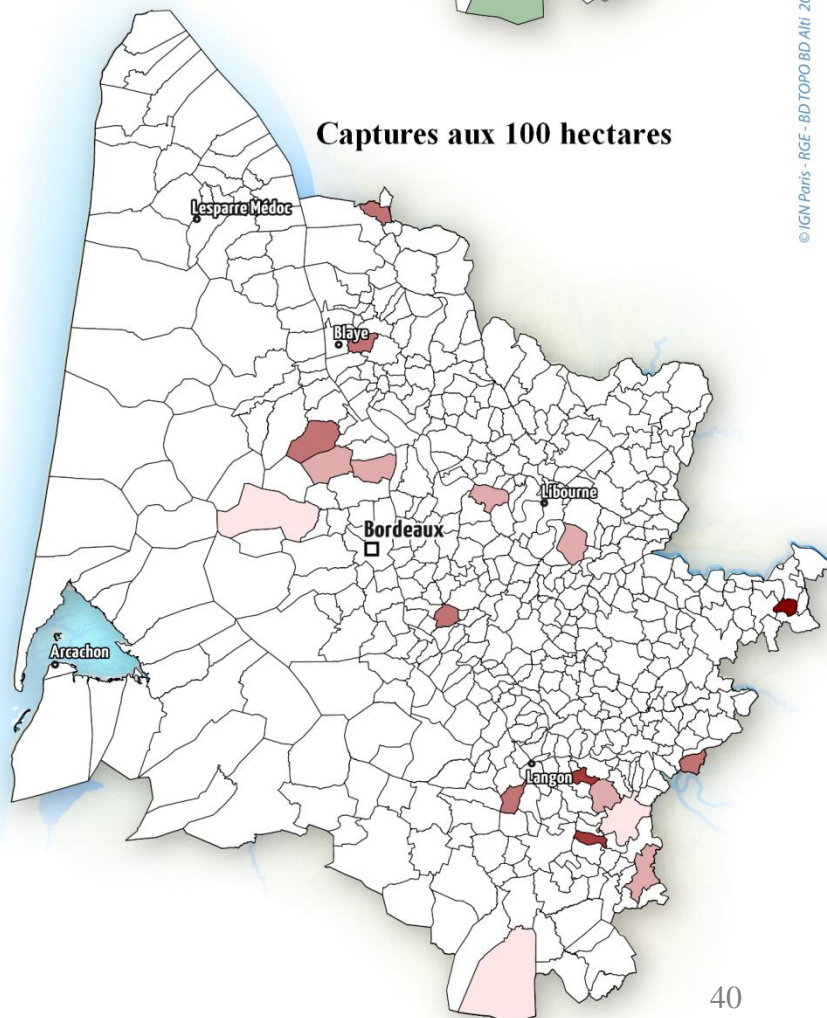 Captures aux 100 hectares
© IGN Paris - RGE - BD TOPO BD Alti
Lesparre Médoc
Blaye
Libourne
Bordeaux
Arcachon
Langon
40